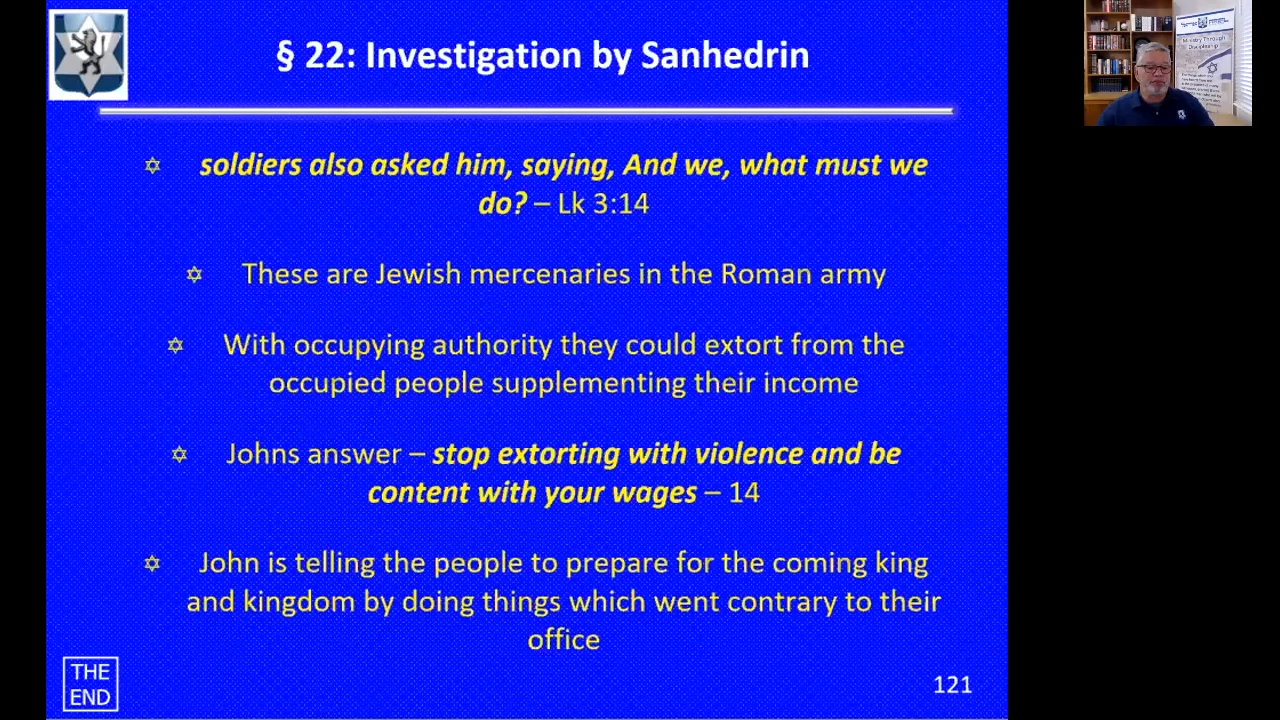 § 22: Investigation by Sanhedrin
soldiers also asked him, saying, And we, what must we
do? – Lk 3:14
These are Jewish mercenaries in the Roman army
With occupying authority they could extort from the
occupied people supplementing their income
Johns answer – stop extorting with violence and be
content with your wages – 14
John is telling the people to prepare for the coming king
and kingdom by doing things which went contrary to their
office
THE
END
121
Ministry Through
Discipleship